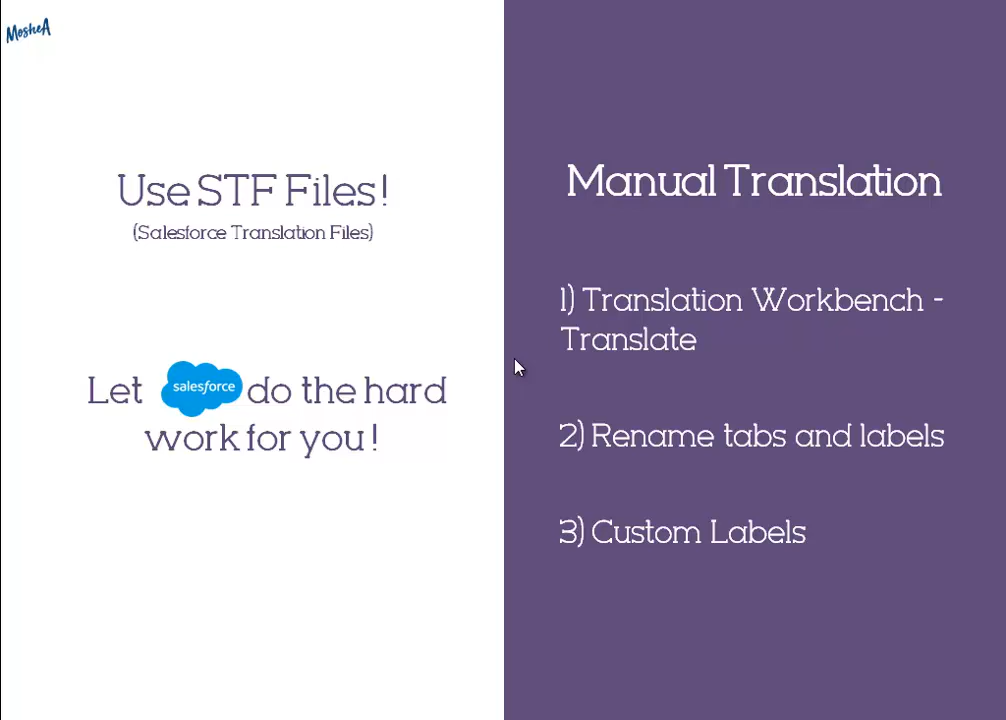 MosheA
Use STF Files!
(Salesforce Translation Files)
Let salesforce do the hard
work for you!
Manual Translation
1) Translation Workbench -
Translate
2) Rename tabs and labels
3) Custom Labels